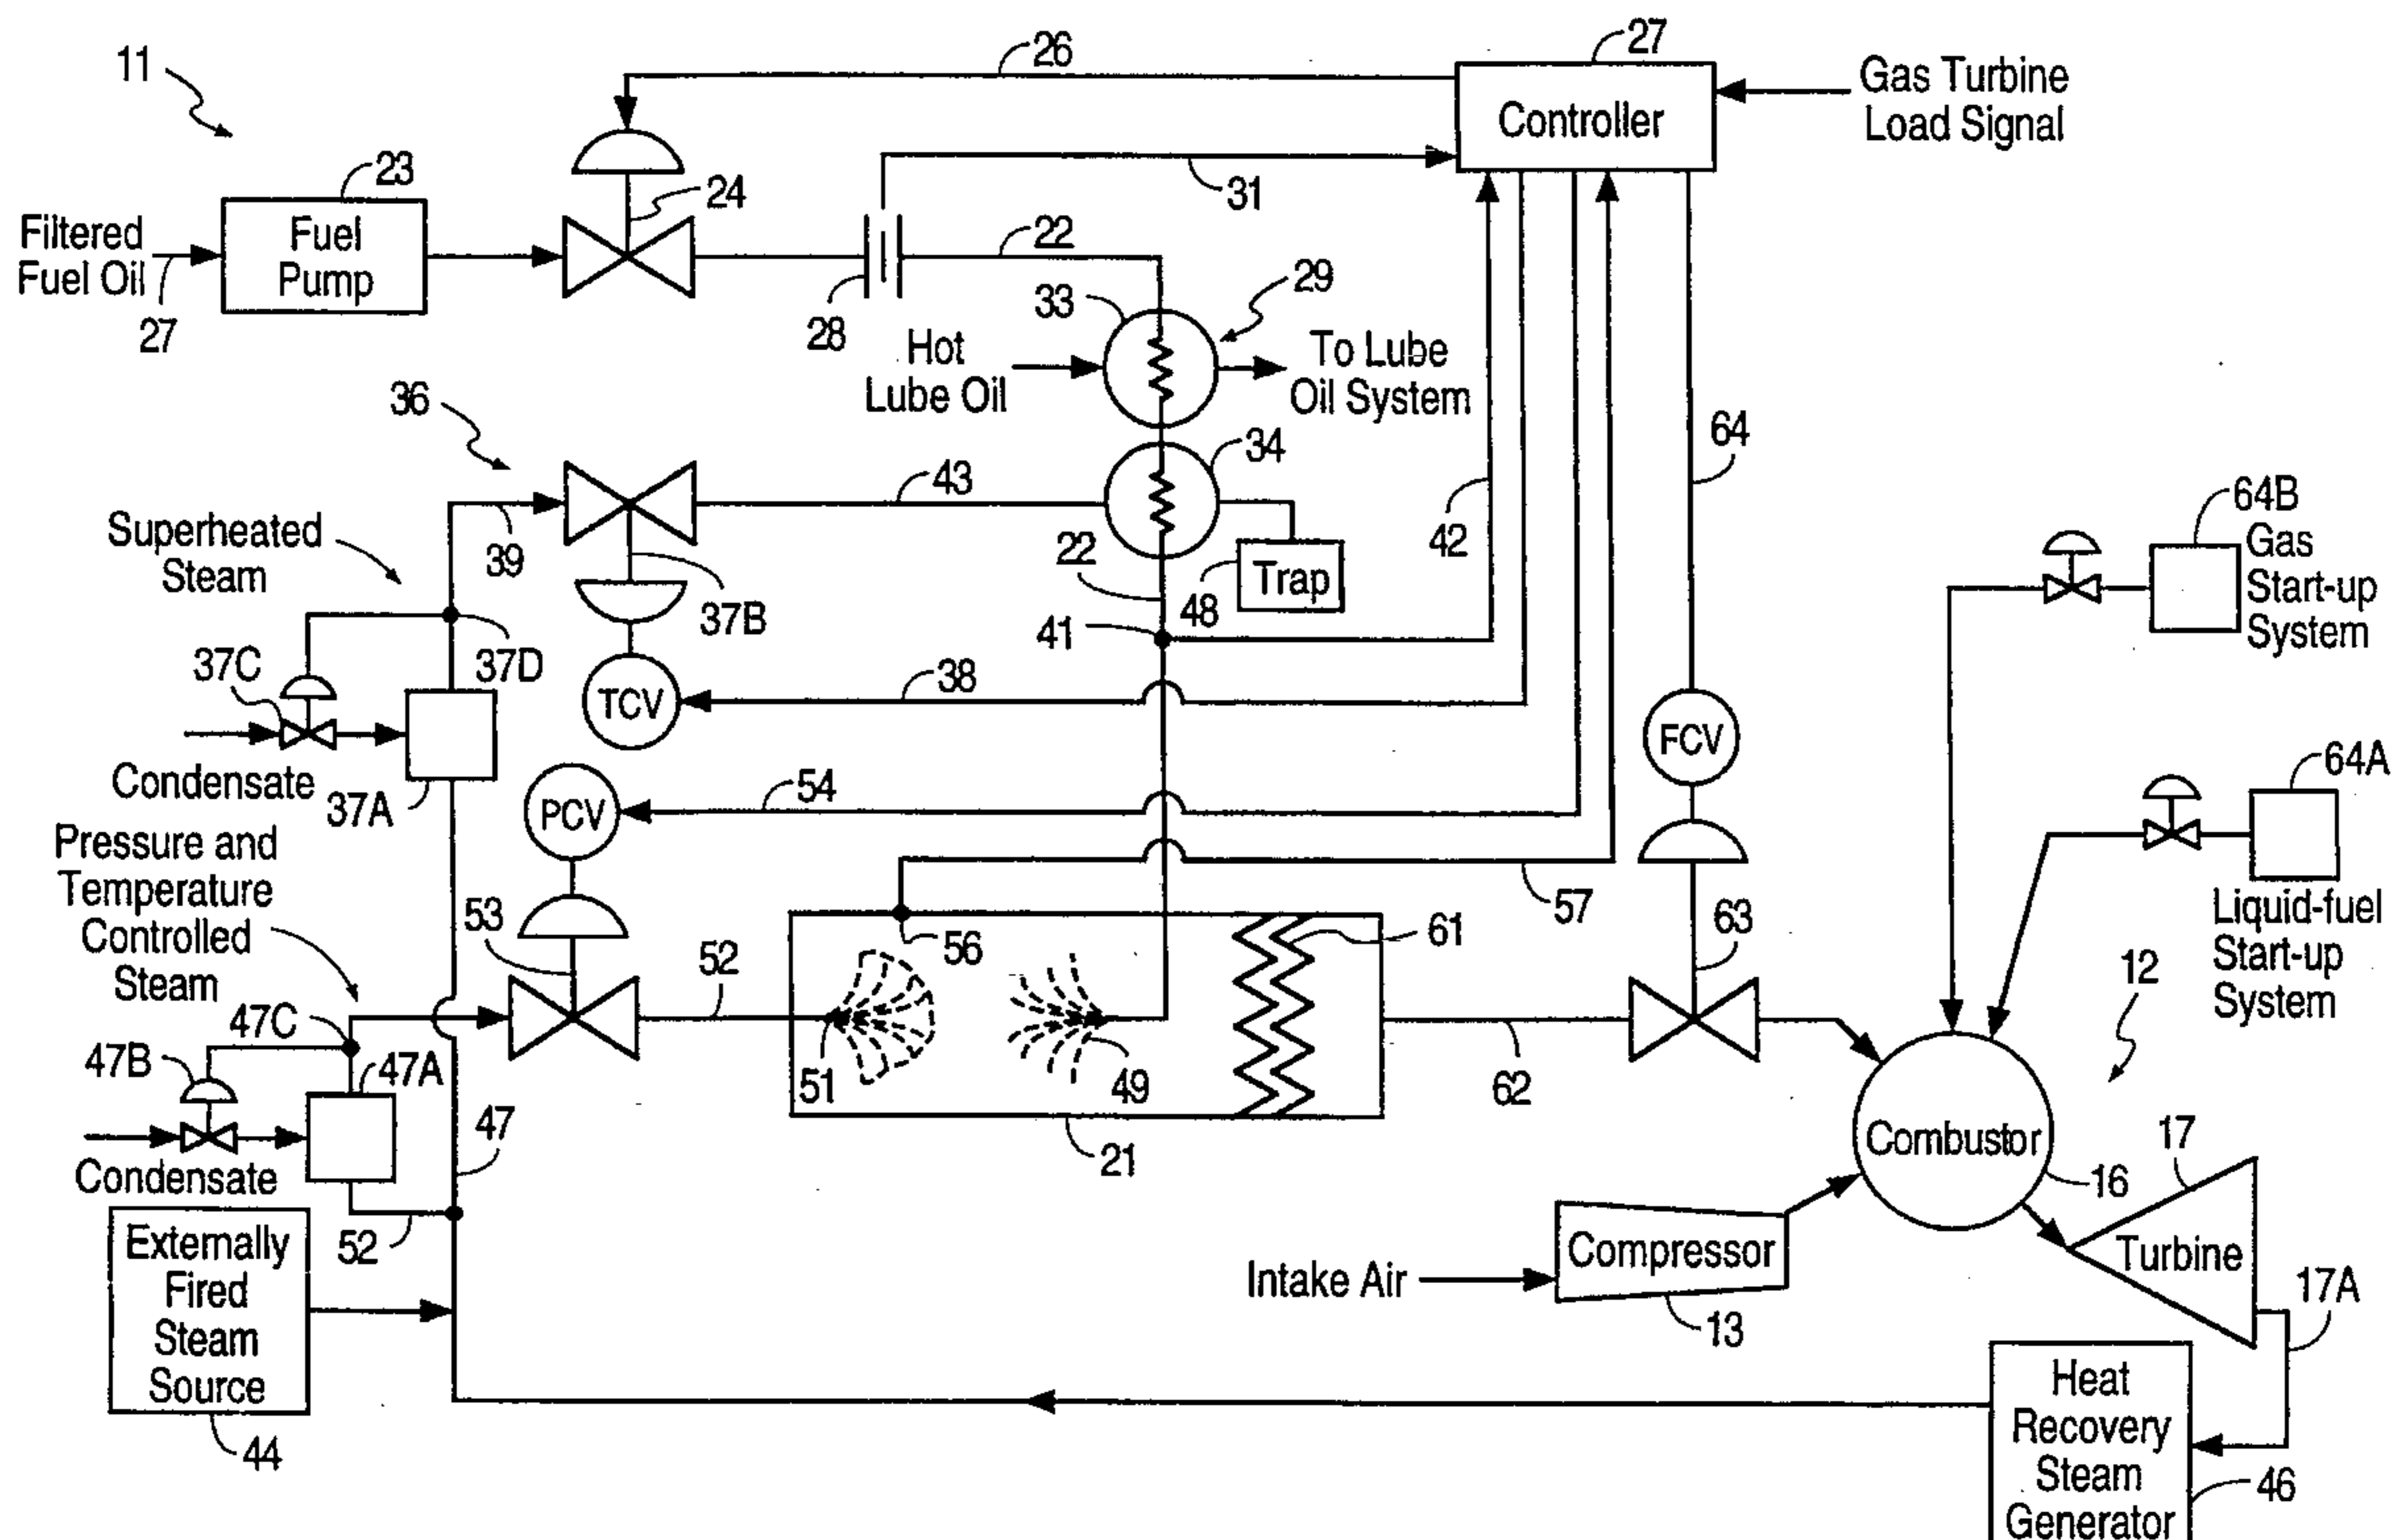 11
26
27
Controller
Gas Turbine
Load Signal
23
Filtered
Fuel Oil
27
Fuel
Pump
24
28
22
31
33
29
Hot
Lube Oil
To Lube
Oil System
36
34
43
39
Superheated
Steam
37B
22
48
Trap
42
64
64B
Gas
Start-up
System
41
37C
37D
38
TCV
FCV
Condensate
37A
54
PCV
64A
Liquid-fuel
Start-up
System
Pressure and
Temperature
Controlled
Steam
53
52
56
61
57
63
12
47C
47B
47A
51
49
62
47
21
Condensate
52
Combustor
16
17
Turbine
17A
Intake Air
Compressor
13
Externally
Fired
Steam
Source
44
Heat
Recovery
Steam
Generator
46